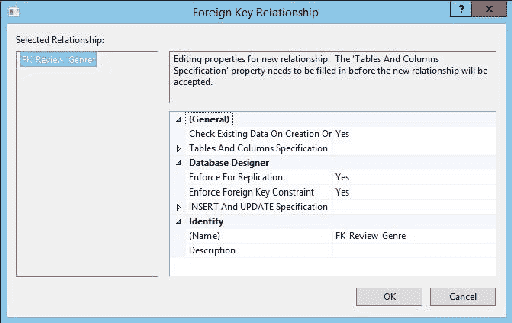 Foreign Key Relationship
? x
Selected Relationship:
FK_Review_Genre
Editing properties for new relationship. The 'Tables And Columns
Specification' property needs to be filled in before the new relationship will be
accepted.
(General)
Check Existing Data On Creation Or Yes
Tables And Columns Specification
Database Designer
Enforce For Replication Yes
Enforce Foreign Key Constraint Yes
INSERT And UPDATE Specification
Identity
(Name) FK_Review_Genre
Description
OK Cancel